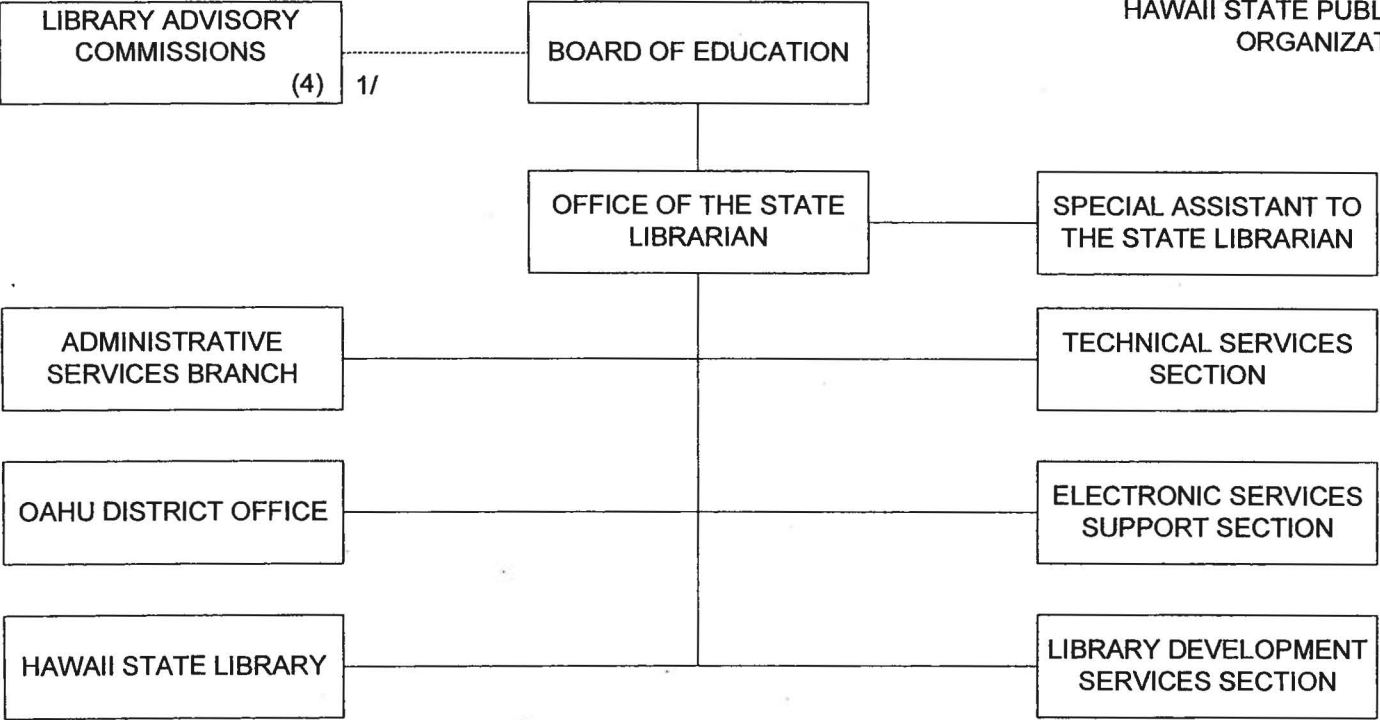 LIBRARY ADVISORY
COMMISSIONS
(4) 1/
BOARD OF EDUCATION
HAWAII STATE PUBL
ORGANIZAT
OFFICE OF THE STATE
LIBRARIAN
SPECIAL ASSISTANT TO
THE STATE LIBRARIAN
ADMINISTRATIVE
SERVICES BRANCH
TECHNICAL SERVICES
SECTION
OAHU DISTRICT OFFICE
ELECTRONIC SERVICES
SUPPORT SECTION
HAWAII STATE LIBRARY
LIBRARY DEVELOPMENT
SERVICES SECTION